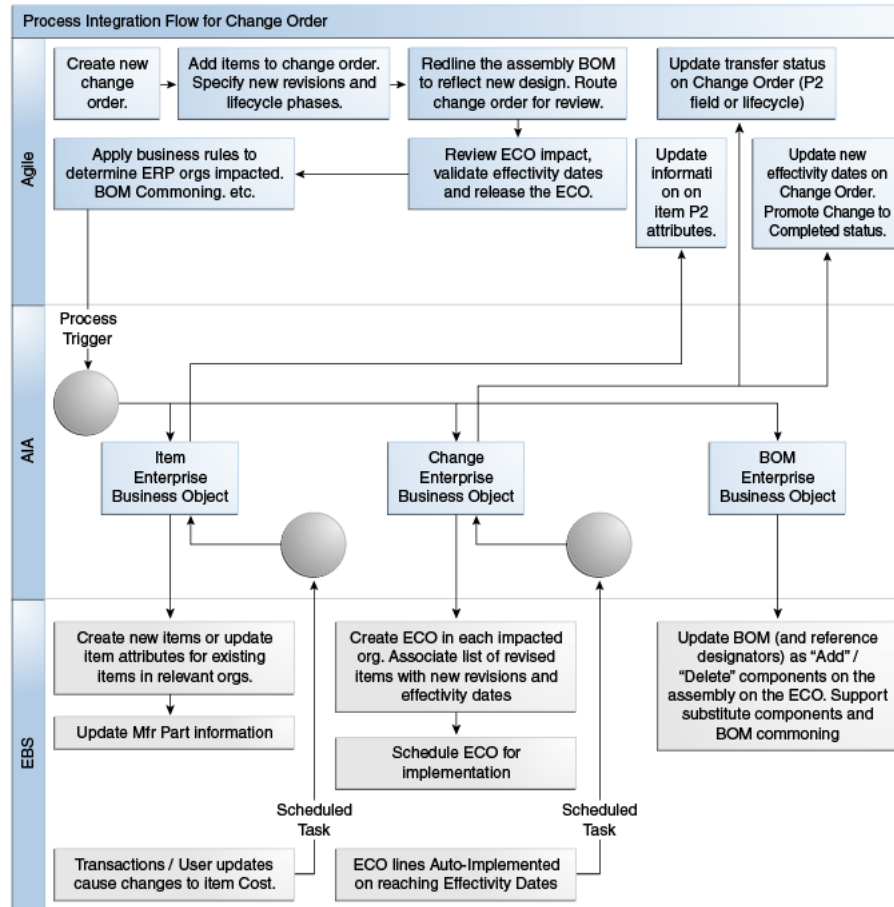 Process Integration Flow for Change Order
Agile
Create new
change
order.
Add items to change order.
Specify new revisions and
lifecycle phases.
Redline the assembly BOM
to reflect new design. Route
change order for review.
Update transfer status
on Change Order (P2
field or lifecycle)
Apply business rules to
determine ERP orgs impacted.
BOM Commoning. etc.
Review ECO impact,
validate effectivity dates
and release the ECO.
Update
informati
on on
item P2
attributes.
Update new
effectivity dates on
Change Order.
Promote Change to
Completed status.
AIA
Process
Trigger
Item
Enterprise
Business Object
Change
Enterprise
Business Object
BOM
Enterprise
Business Object
EBS
Create new items or update
item attributes for existing
items in relevant orgs.
Update Mfr Part information
Create ECO in each impacted
org. Associate list of revised
items with new revisions and
effectivity dates
Schedule ECO for
implementation
Update BOM (and reference
designators) as “Add” /
“Delete” components on the
assembly on the ECO. Support
substitute components and
BOM commoning
Scheduled
Task
Scheduled
Task
Transactions / User updates
cause changes to item Cost.
ECO lines Auto-Implemented
on reaching Effectivity Dates